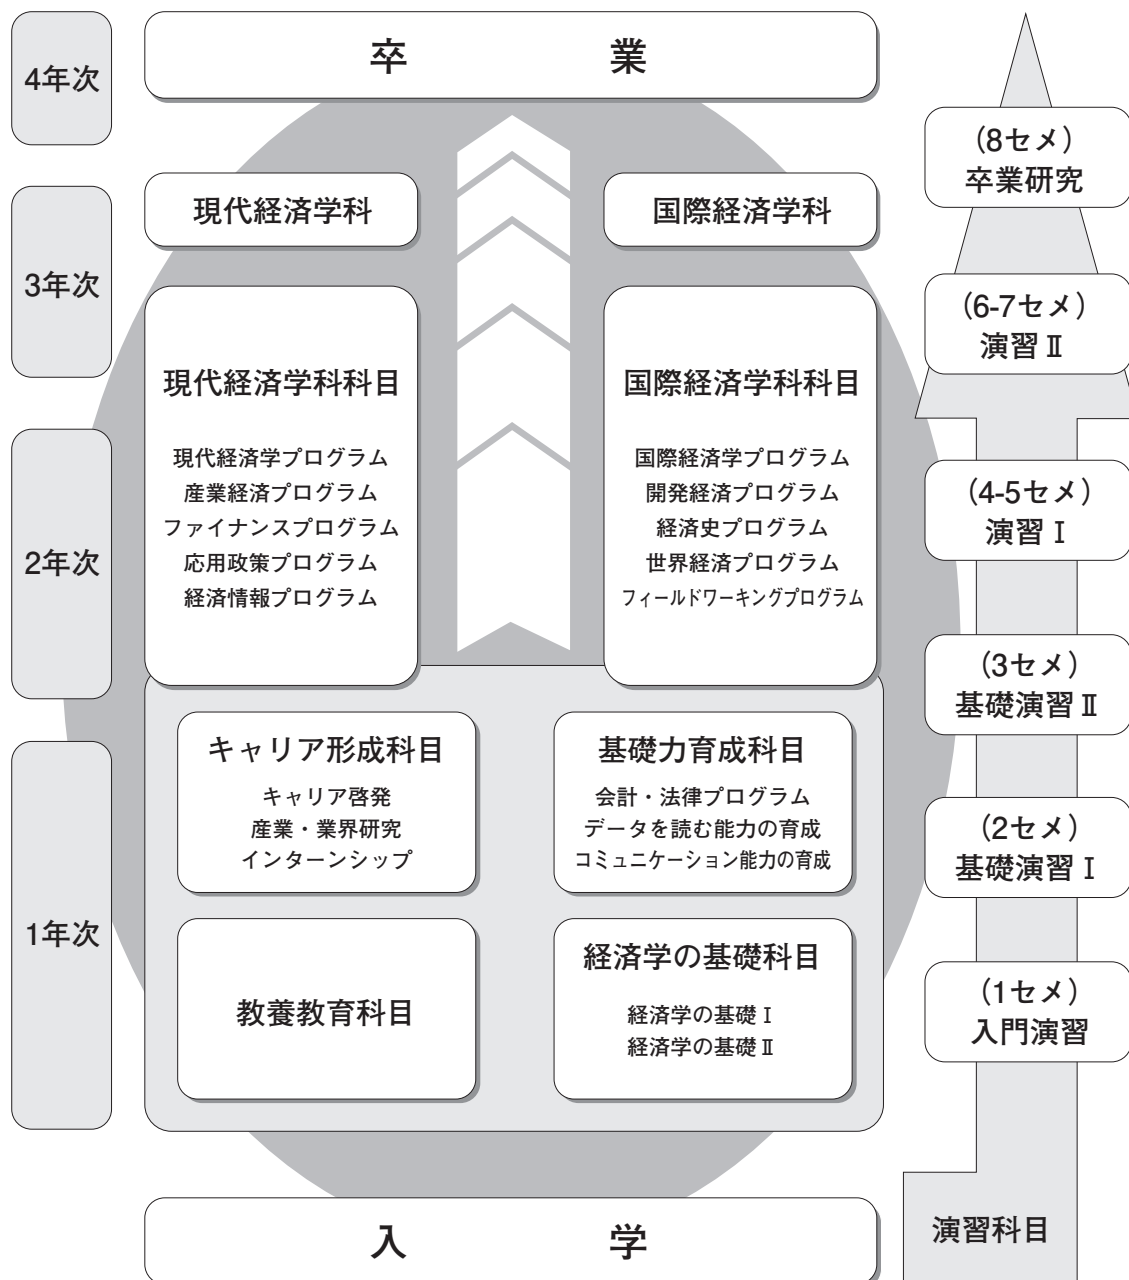 4年次
卒　　業
(8セメ)
卒業研究
3年次
現代経済学科
国際経済学科
(6-7セメ)
演習Ⅱ
現代経済学科科目
現代経済学プログラム
産業経済プログラム
ファイナンスプログラム
応用政策プログラム
経済情報プログラム
国際経済学科科目
国際経済学プログラム
開発経済プログラム
経済史プログラム
世界経済プログラム
フィールドワーキングプログラム
2年次
(4-5セメ)
演習Ⅰ
(3セメ)
基礎演習Ⅱ
キャリア形成科目
キャリア啓発
産業・業界研究
インターンシップ
基礎力育成科目
会計・法律プログラム
データを読む能力の育成
コミュニケーション能力の育成
(2セメ)
基礎演習Ⅰ
1年次
教養教育科目
経済学の基礎科目
経済学の基礎Ⅰ
経済学の基礎Ⅱ
(1セメ)
入門演習
入　　学
演習科目